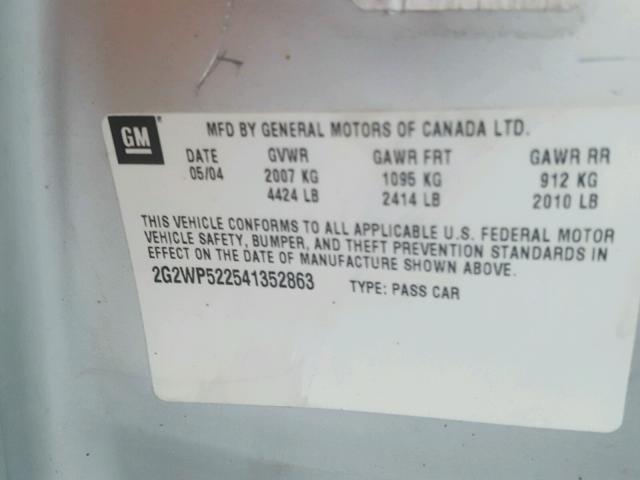 GM MFD BY GENERAL MOTORS OF CANADA LTD.
DATE GVWR GAWR FRT GAWR RR
05/04 2007 KG 1095 KG 912 KG
4424 LB 2414 LB 2010 LB
THIS VEHICLE CONFORMS TO ALL APPLICABLE U.S. FEDERAL MOTOR
VEHICLE SAFETY, BUMPER, AND THEFT PREVENTION STANDARDS IN
EFFECT ON THE DATE OF MANUFACTURE SHOWN ABOVE.
2G2WP522541352863 TYPE: PASS CAR